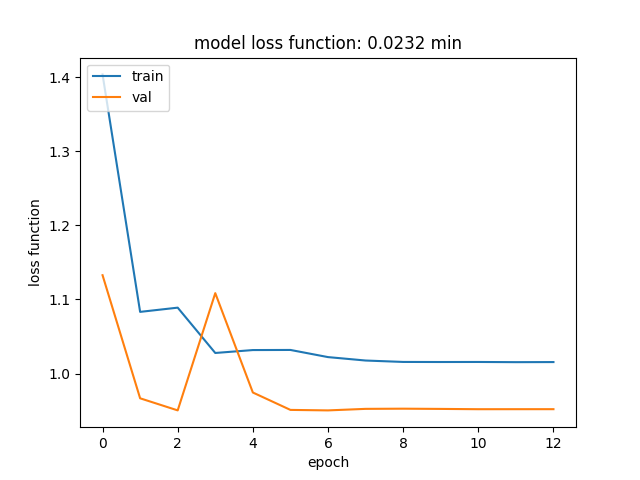 model loss function: 0.0232 min
train
val
1.4
1.3
1.2
1.1
1.0
loss function
0 2 4 6 8 10 12
epoch